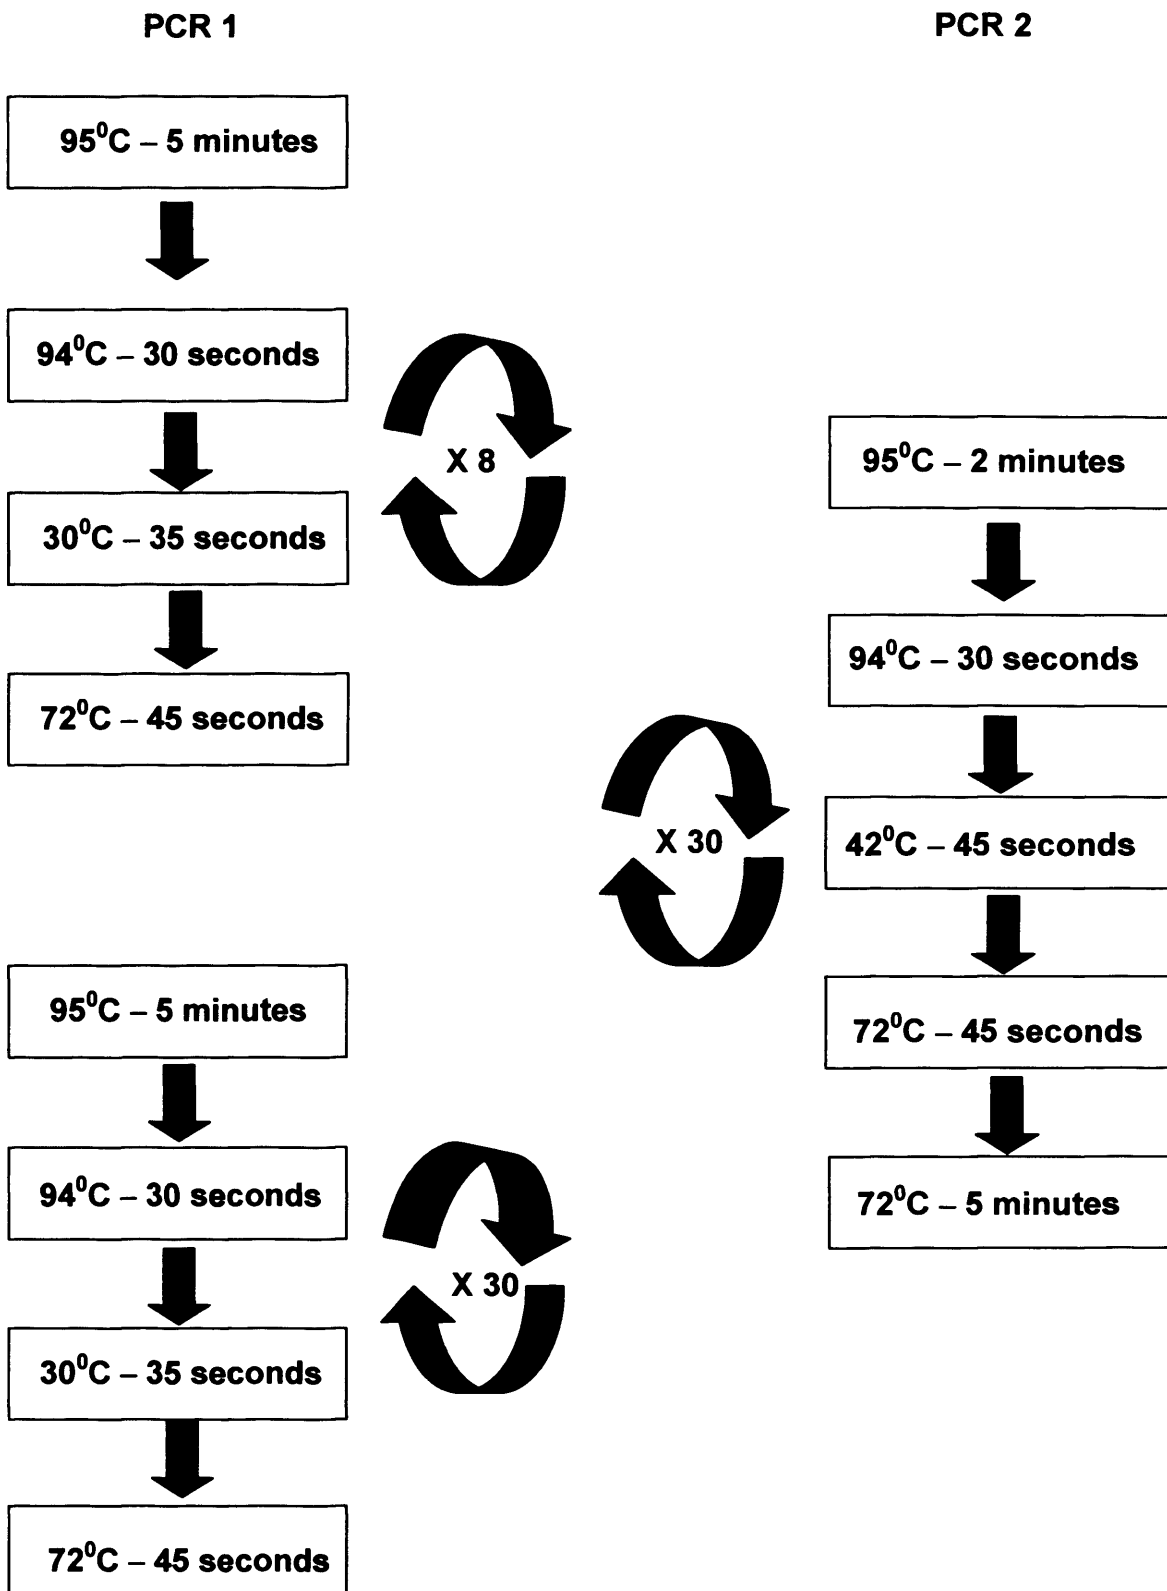 PCR 1
95⁰C – 5 minutes
94⁰C – 30 seconds
X 8
30⁰C – 35 seconds
72⁰C – 45 seconds
95⁰C – 5 minutes
94⁰C – 30 seconds
X 30
30⁰C – 35 seconds
72⁰C – 45 seconds
PCR 2
95⁰C – 2 minutes
94⁰C – 30 seconds
X 30
42⁰C – 45 seconds
72⁰C – 45 seconds
72⁰C – 5 minutes